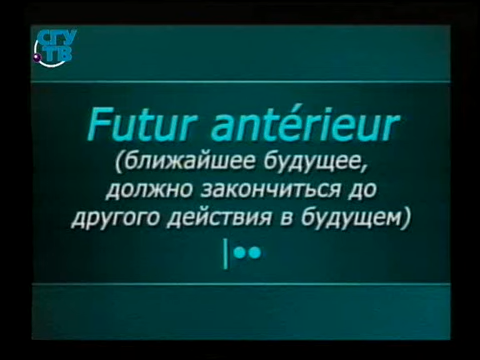 СГУ
ТВ
Futur antérieur
(ближайшее будущее,
должно закончиться до
другого действия в будущем)
|●●